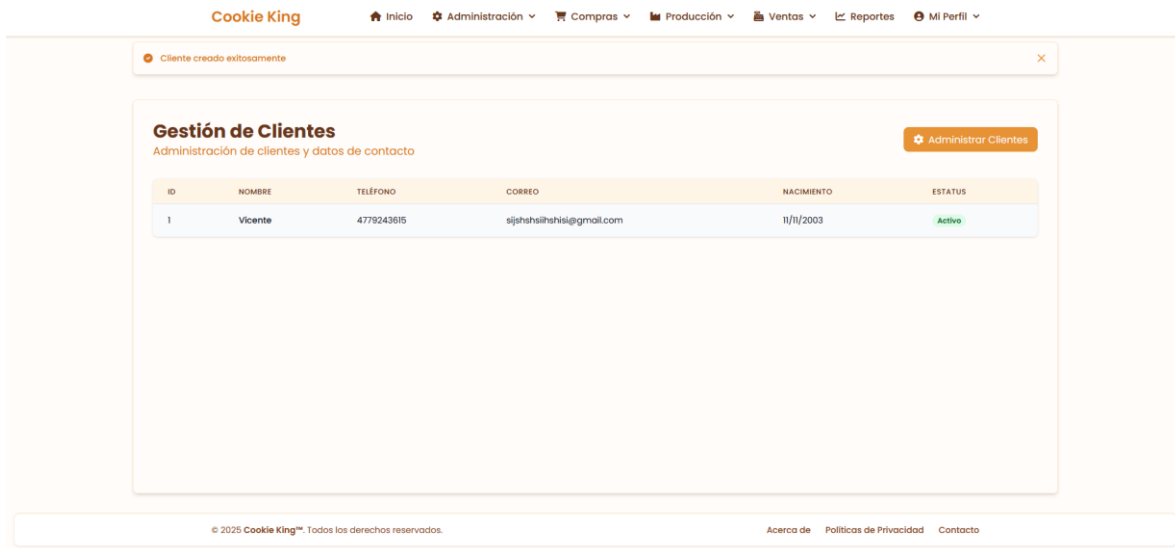 Cookie King Inicio Administración Compras Producción Ventas Reportes Mi Perfil
Cliente creado exitosamente
Gestión de Clientes
Administración de clientes y datos de contacto
Administrar Clientes
ID NOMBRE TELÉFONO CORREO NACIMIENTO ESTATUS
1 Vicente 4779243615 sijshshsiihshisi@gmail.com 11/11/2003 Activo
© 2025 Cookie King™. Todos los derechos reservados. Acerca de Políticas de Privacidad Contacto